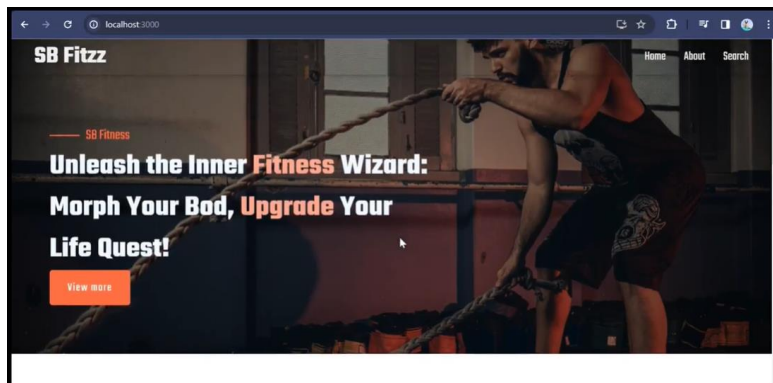 localhost:3000
SB Fitzz
Home About Search
SB Fitness
Unleash the Inner Fitness Wizard:
Morph Your Bod, Upgrade Your
Life Quest!
View more